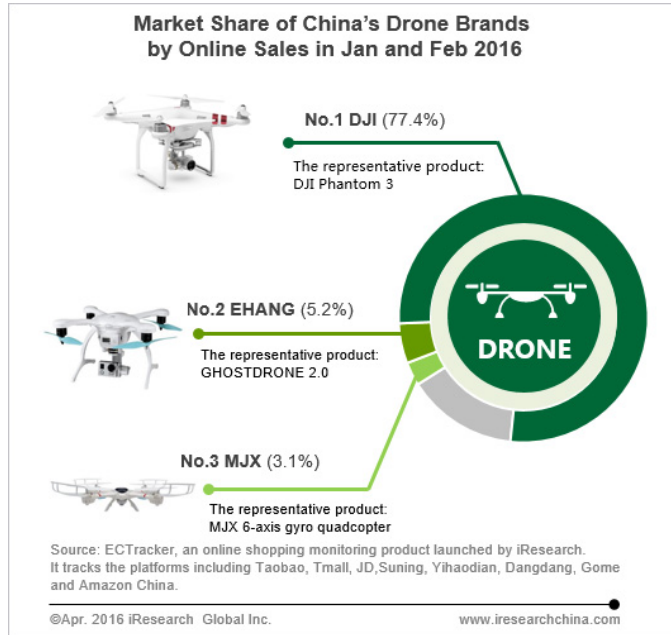 Market Share of China's Drone Brands
by Online Sales in Jan and Feb 2016
No.1 DJI (77.4%)
The representative product:
DJI Phantom 3
No.2 EHANG (5.2%)
The representative product:
GHOSTDRONE 2.0
DRONE
No.3 MJX (3.1%)
The representative product:
MJX 6-axis gyro quadcopter
Source: ECTracker, an online shopping monitoring product launched by iResearch.
It tracks the platforms including Taobao, Tmall, JD,Suning, Yihaodian, Dangdang, Gome
and Amazon China.
©Apr. 2016 iResearch Global Inc.
www.iresearchchina.com